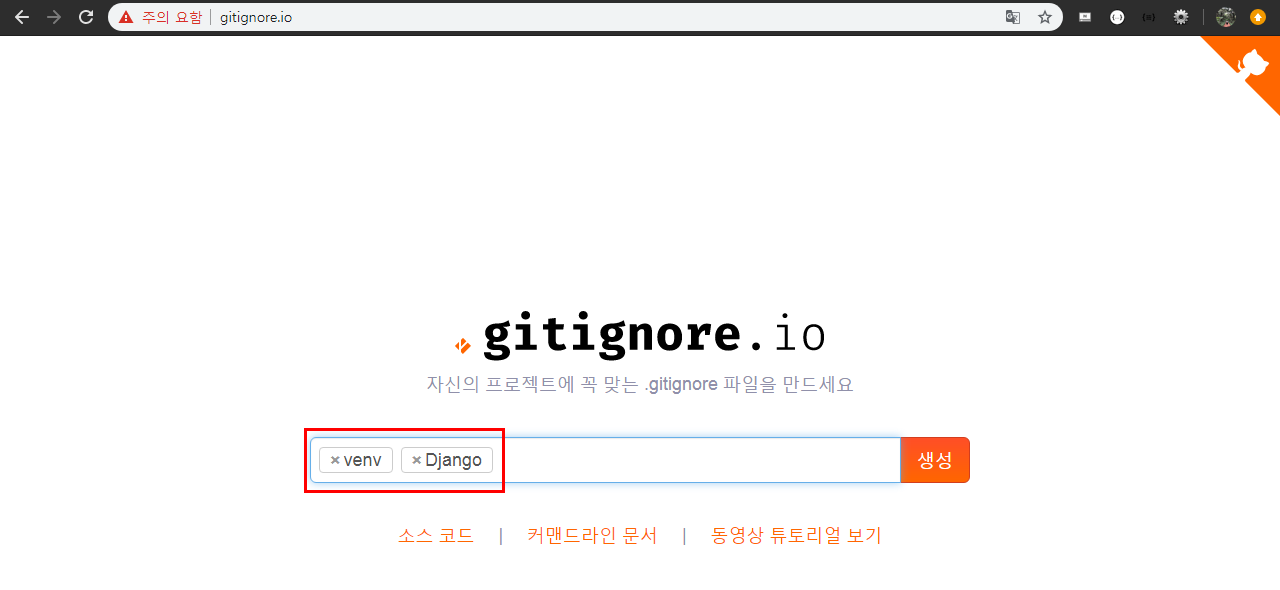 주의 요함 | gitignore.io
gitignore.io
자신의 프로젝트에 꼭 맞는 .gitignore 파일을 만드세요
× venv × Django 생성
소스 코드 | 커맨드라인 문서 | 동영상 튜토리얼 보기